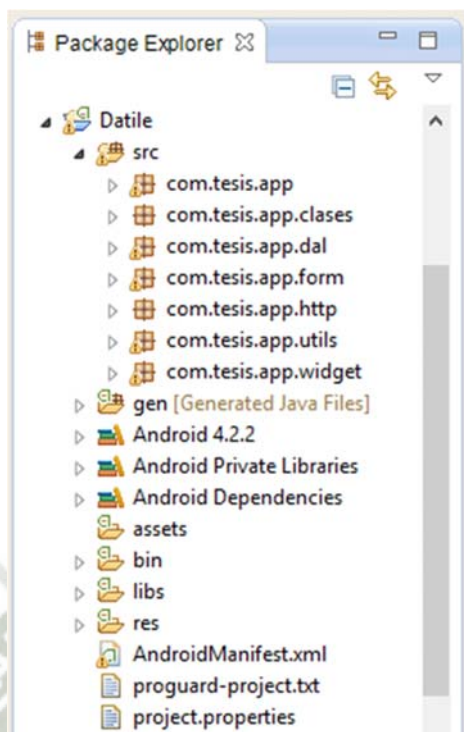 Package Explorer
Datile
src
com.tesis.app
com.tesis.app.clases
com.tesis.app.dal
com.tesis.app.form
com.tesis.app.http
com.tesis.app.utils
com.tesis.app.widget
gen [Generated Java Files]
Android 4.2.2
Android Private Libraries
Android Dependencies
assets
bin
libs
res
AndroidManifest.xml
proguard-project.txt
project.properties